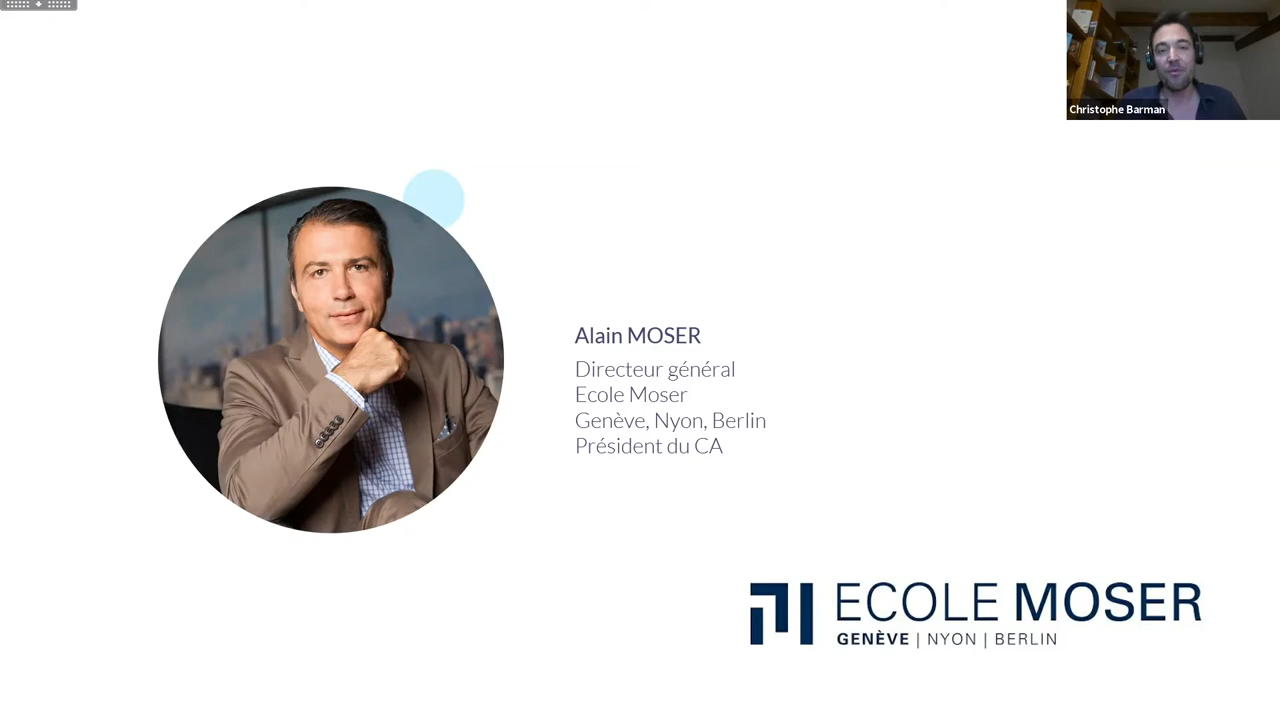 Christophe Barman
Alain MOSER
Directeur général
Ecole Moser
Genève, Nyon, Berlin
Président du CA
ECOLE MOSER
GENÈVE | NYON | BERLIN